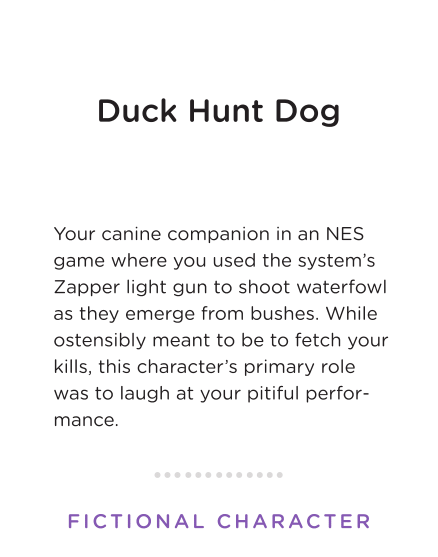 Duck Hunt Dog
Your canine companion in an NES
game where you used the system’s
Zapper light gun to shoot waterfowl
as they emerge from bushes. While
ostensibly meant to be to fetch your
kills, this character’s primary role
was to laugh at your pitiful perfor-
mance.
FICTIONAL CHARACTER